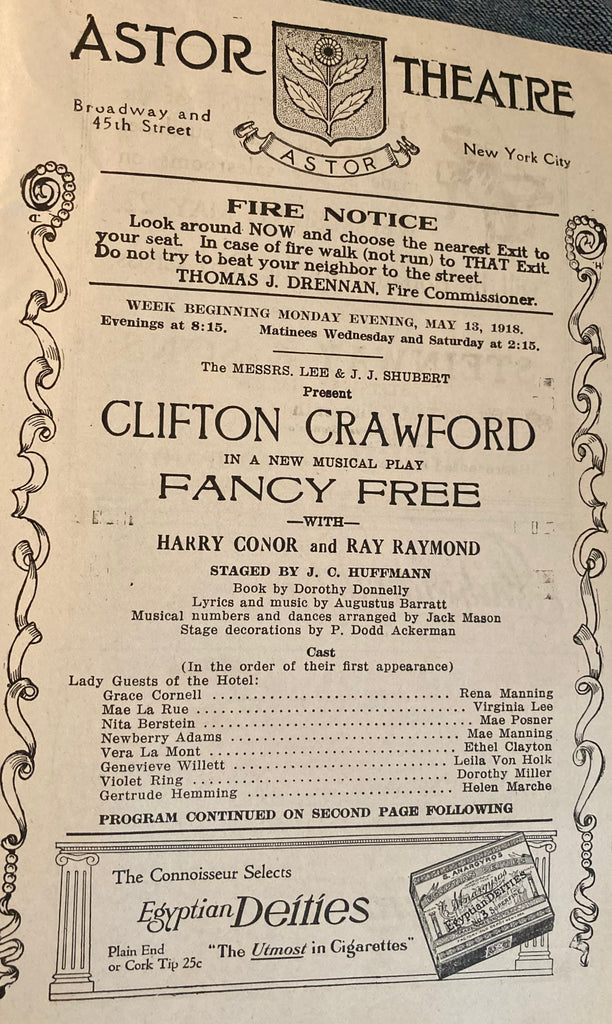 ASTOR THEATRE
ASTOR
Broadway and
45th Street
New York City
FIRE NOTICE
Look around NOW and choose the nearest Exit to
your seat. In case of fire walk (not run) to THAT Exit.
Do not try to beat your neighbor to the street.
THOMAS J. DRENNAN, Fire Commissioner.
WEEK BEGINNING MONDAY EVENING, MAY 13, 1918.
Evenings at 8:15. Matinees Wednesday and Saturday at 2:15.
The MESSRS. LEE & J. J. SHUBERT
Present
CLIFTON CRAWFORD
IN A NEW MUSICAL PLAY
FANCY FREE
—WITH—
HARRY CONOR and RAY RAYMOND
STAGED BY J. C. HUFFMANN
Book by Dorothy Donnelly
Lyrics and music by Augustus Barratt
Musical numbers and dances arranged by Jack Mason
Stage decorations by P. Dodd Ackerman
Cast
(In the order of their first appearance)
Lady Guests of the Hotel:
Grace Cornell ........ Rena Manning
Mae La Rue ........ Virginia Lee
Nita Berstein ........ Mae Posner
Newberry Adams ........ Mae Manning
Vera La Mont ........ Ethel Clayton
Genevieve Willett ........ Leila Von Holk
Violet Ring ........ Dorothy Miller
Gertrude Hemming ........ Helen Marche
PROGRAM CONTINUED ON SECOND PAGE FOLLOWING
The Connoisseur Selects
Egyptian Deities
"The Utmost in Cigarettes"
Plain End
or Cork Tip 25c
S. ANARGYROS
Egyptian DEITIES
No. 3